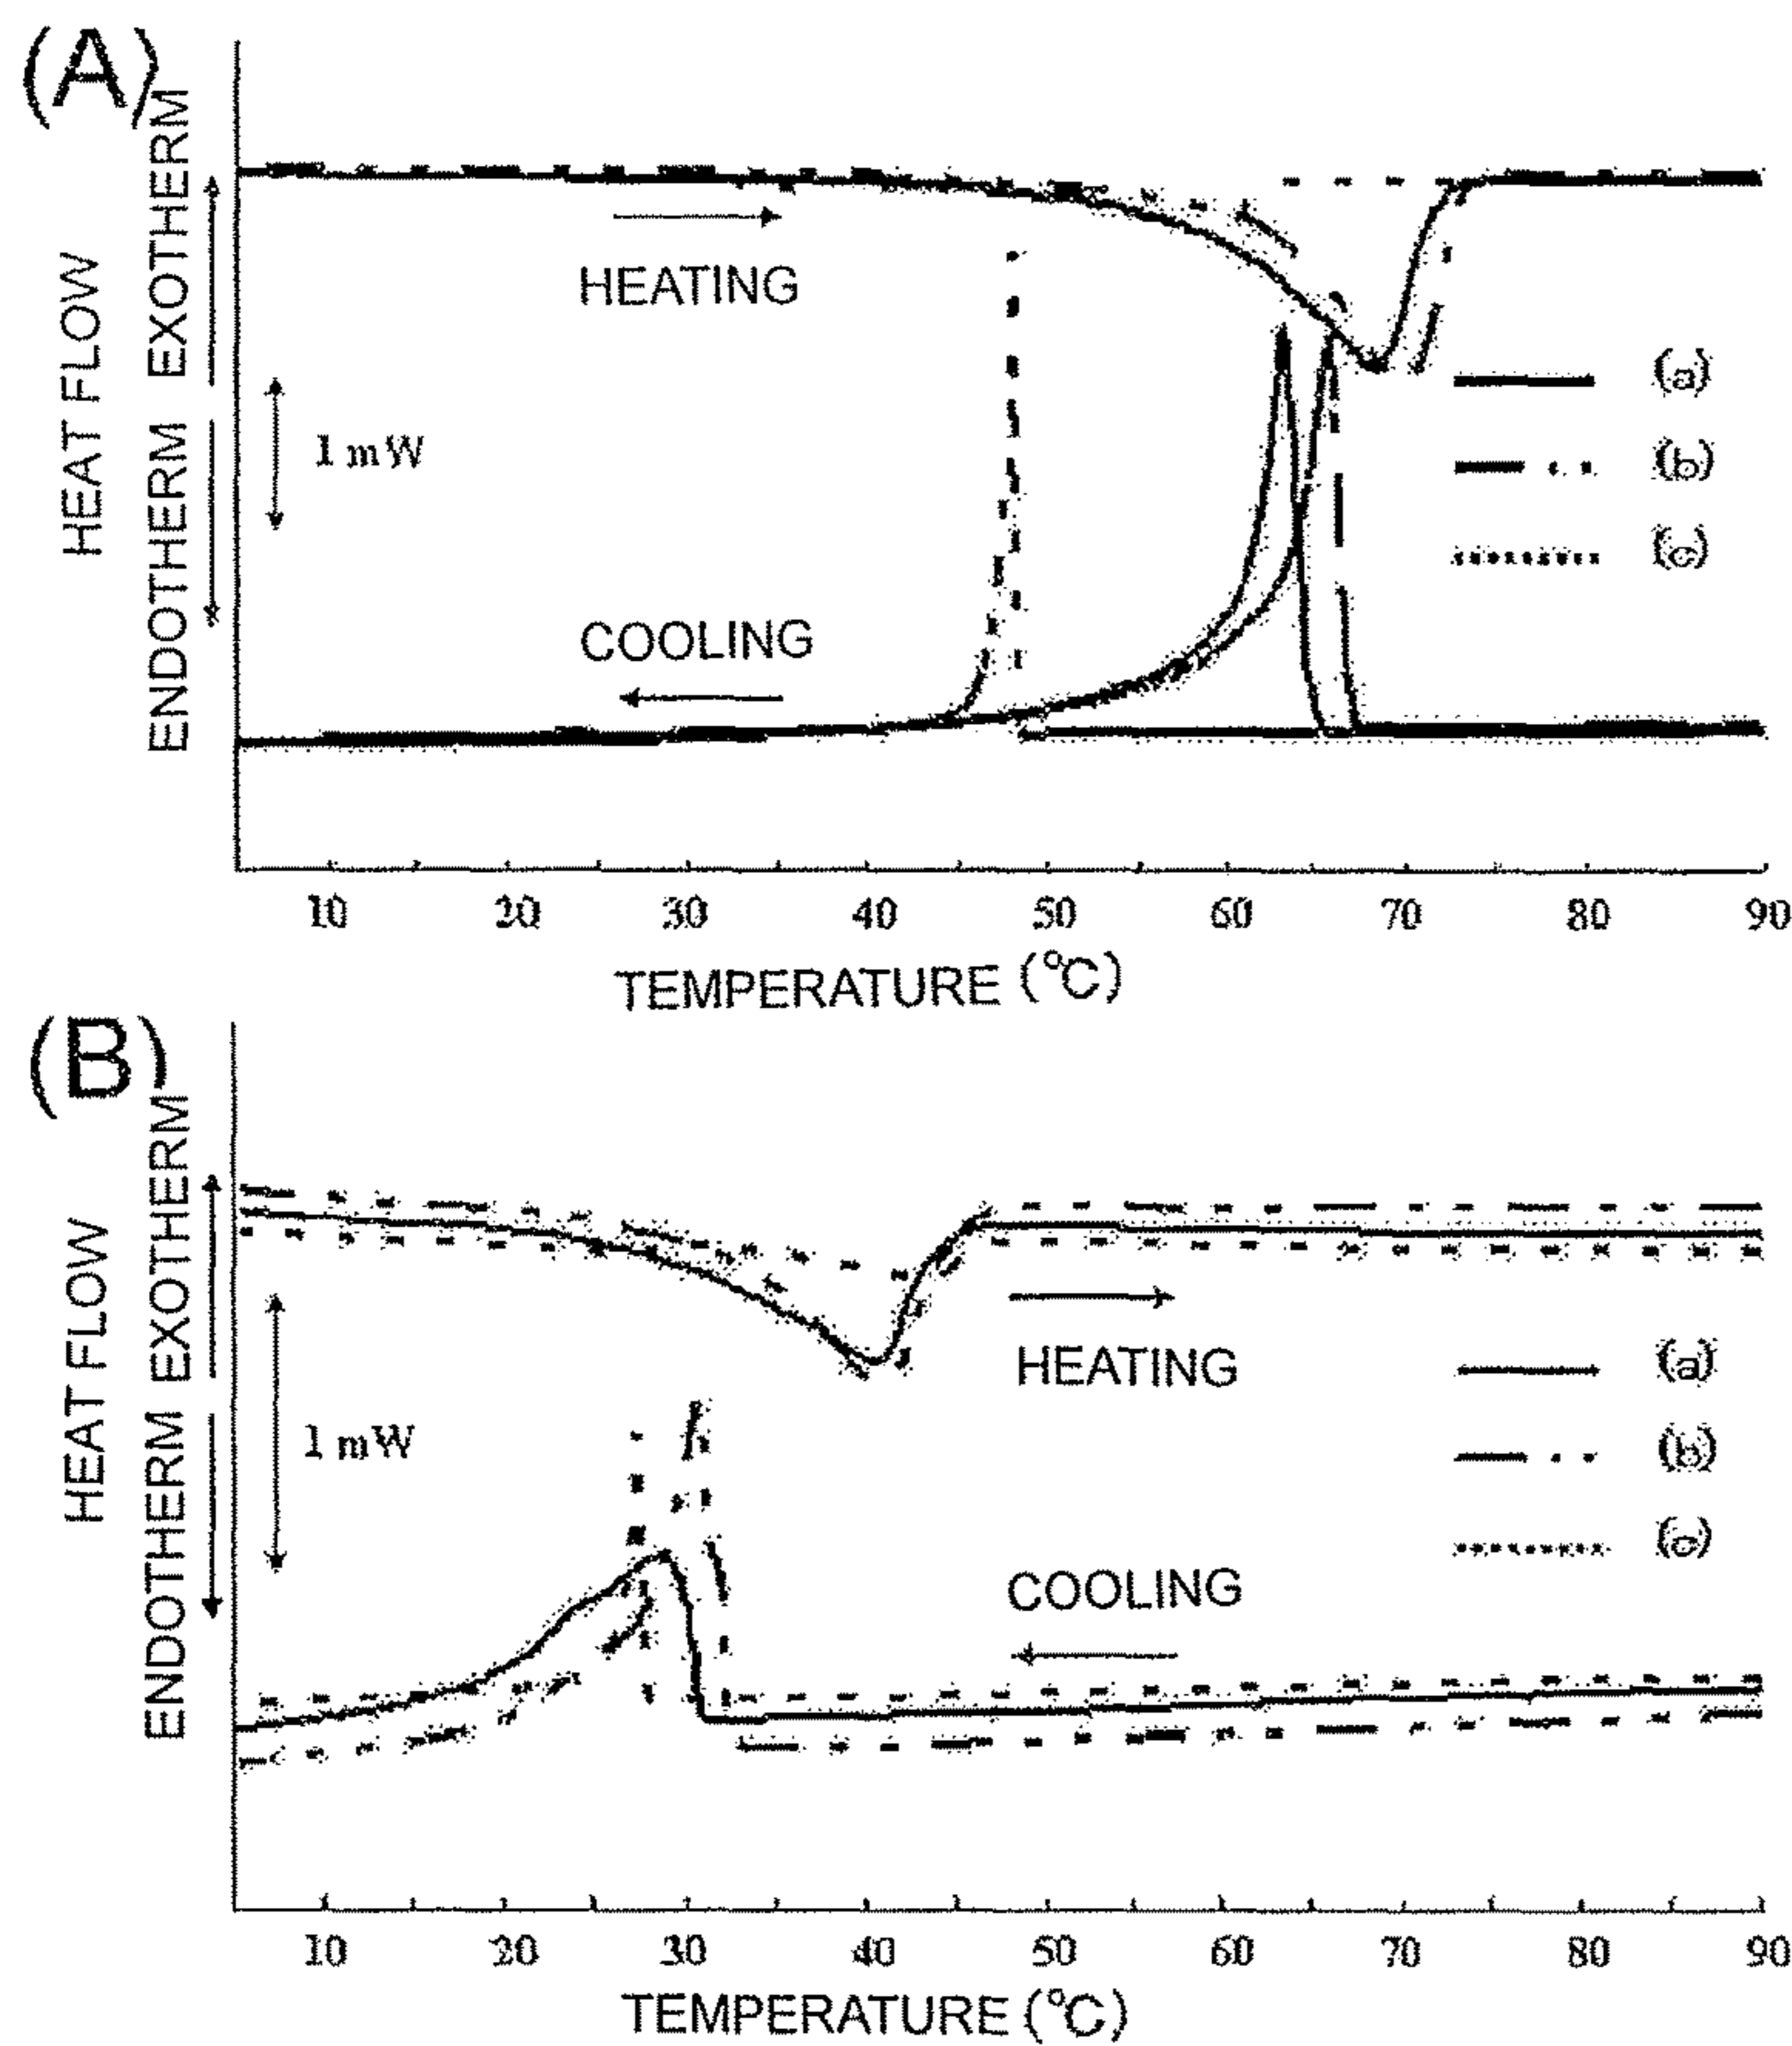 (A)
HEAT FLOW
ENDOTHERM EXOTHERM
HEATING
1 mW
(a)
(b)
(c)
COOLING
10 20 30 40 50 60 70 80 90
TEMPERATURE (°C)
(B)
HEAT FLOW
ENDOTHERM EXOTHERM
1 mW
HEATING
(a)
(b)
(c)
COOLING
10 20 30 40 50 60 70 80 90
TEMPERATURE (°C)